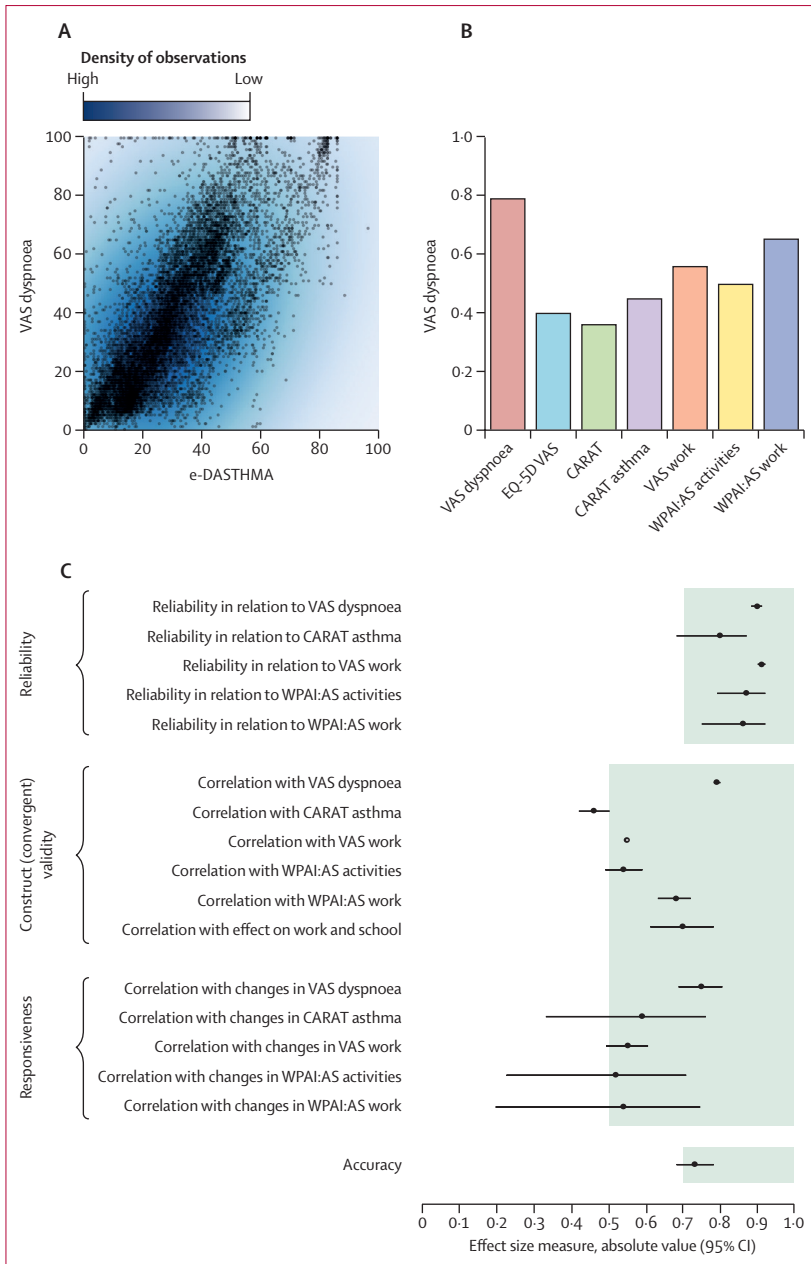 A
Density of observations
High
Low
100
80
60
40
20
0
VAS dyspnoea
0
20
40
60
80
100
e-DASTHMA
B
1·0
0·8
0·6
0·4
0·2
0
VAS dyspnoea
VAS dyspnoea
EQ-5D VAS
CARAT
CARAT asthma
VAS work
WPAI:AS activities
WPAI:AS work
C
Reliability
Reliability in relation to VAS dyspnoea
Reliability in relation to CARAT asthma
Reliability in relation to VAS work
Reliability in relation to WPAI:AS activities
Reliability in relation to WPAI:AS work
Construct (convergent)
validity
Correlation with VAS dyspnoea
Correlation with CARAT asthma
Correlation with VAS work
Correlation with WPAI:AS activities
Correlation with WPAI:AS work
Correlation with effect on work and school
Responsiveness
Correlation with changes in VAS dyspnoea
Correlation with changes in CARAT asthma
Correlation with changes in VAS work
Correlation with changes in WPAI:AS activities
Correlation with changes in WPAI:AS work
Accuracy
0
0·1
0·2
0·3
0·4
0·5
0·6
0·7
0·8
0·9
1·0
Effect size measure, absolute value (95% CI)